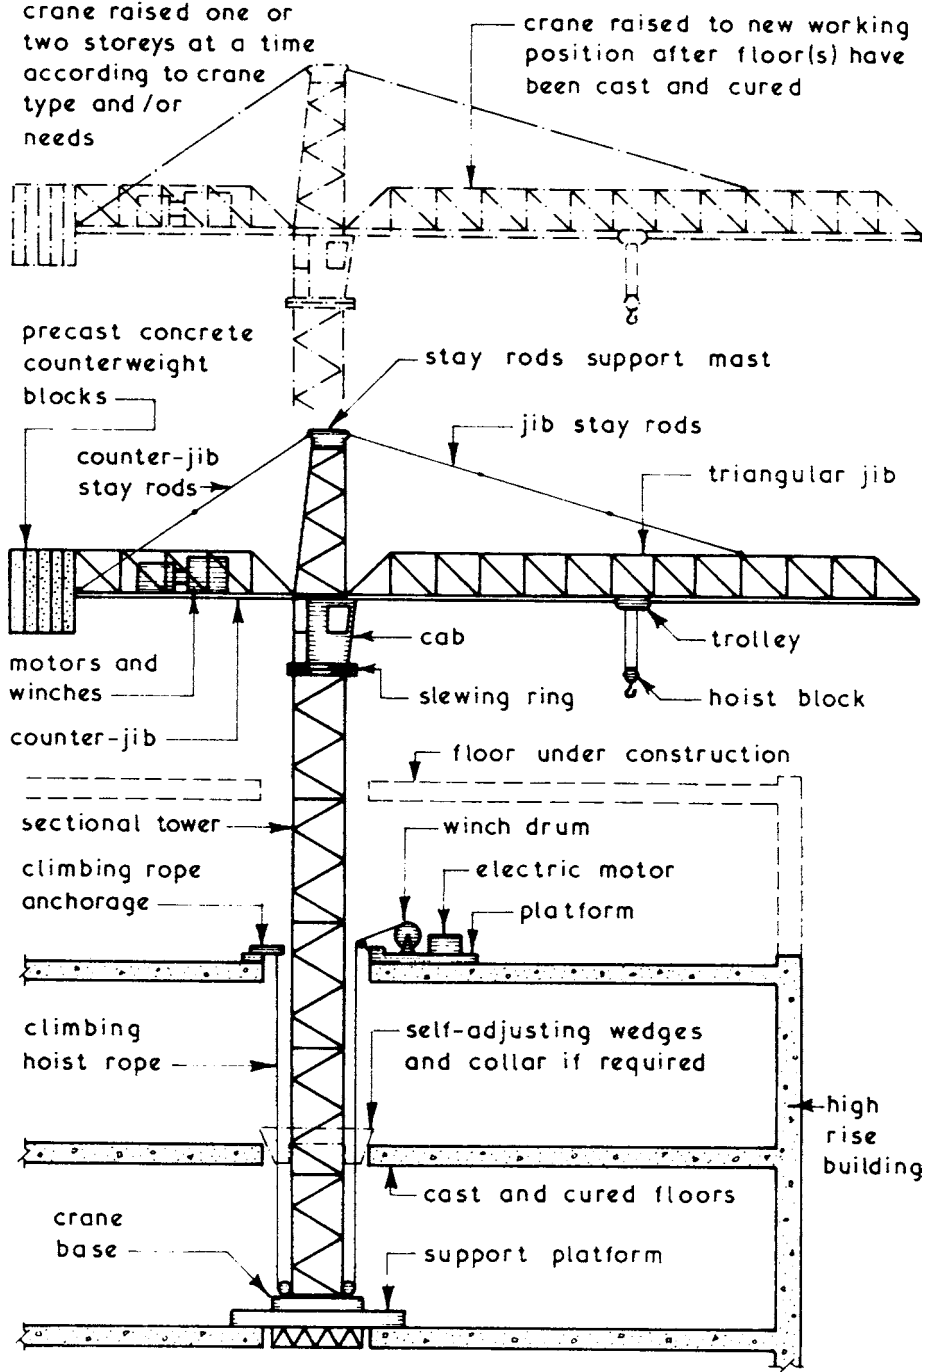 crane raised one or
two storeys at a time
according to crane
type and/or
needs
crane raised to new working
position after floor(s) have
been cast and cured
precast concrete
counterweight
blocks
stay rods support mast
jib stay rods
counter-jib
stay rods
triangular jib
cab
trolley
motors and
winches
slewing ring
hoist block
counter-jib
floor under construction
sectional tower
winch drum
climbing rope
anchorage
electric motor
platform
climbing
hoist rope
self-adjusting wedges
and collar if required
high
rise
building
cast and cured floors
crane
base
support platform